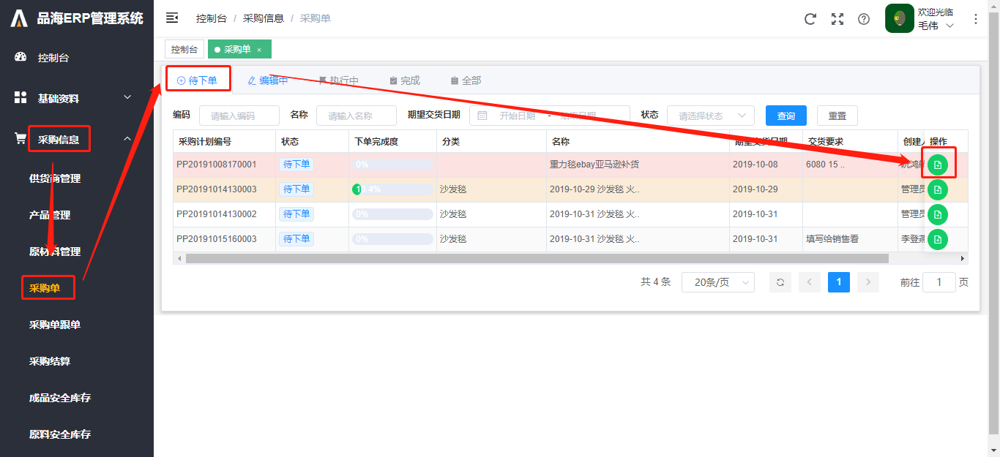 品海ERP管理系统
控制台 / 采购信息 / 采购单
欢迎光临
毛伟
控制台
采购单 ×
控制台
基础资料
采购信息
供货商管理
产品管理
原材料管理
采购单
采购单跟单
采购结算
成品安全库存
原料安全库存
待下单 编辑中 执行中 完成 全部
编码 请输入编码 名称 请输入名称 期望交货日期 开始日期 - 结束日期 状态 请选择状态 查询 重置
采购计划编号 状态 下单完成度 分类 名称 期望交货日期 交货要求 创建 操作
PP20191008170001 待下单 0% 重力毯ebay亚马逊补货 2019-10-08 6080 15 ..
PP20191014130003 待下单 沙发毯 2019-10-29 沙发毯 火.. 2019-10-29 管理员
PP20191014130002 待下单 0% 沙发毯 2019-10-31 沙发毯 火.. 2019-10-31 管理员
PP20191015160003 待下单 0% 沙发毯 2019-10-31 沙发毯 火.. 2019-10-31 填写给销售看 李登
共 4 条 20条/页 1 前往 1 页